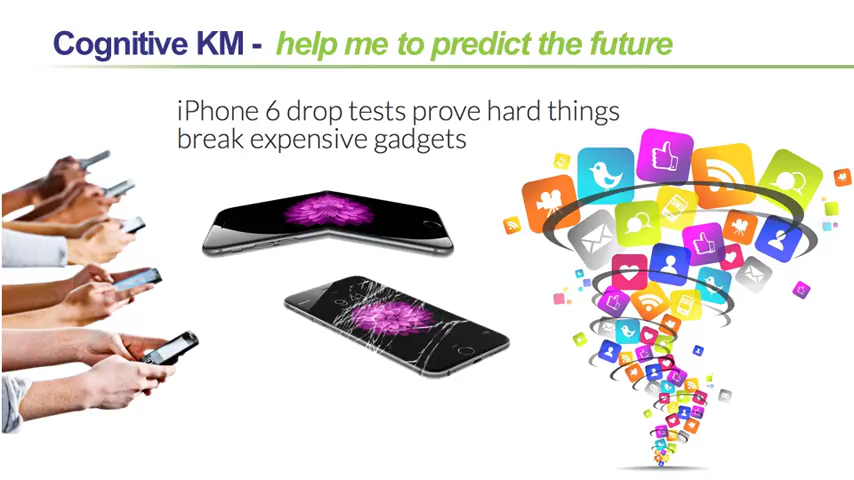 Cognitive KM - help me to predict the future
iPhone 6 drop tests prove hard things
break expensive gadgets